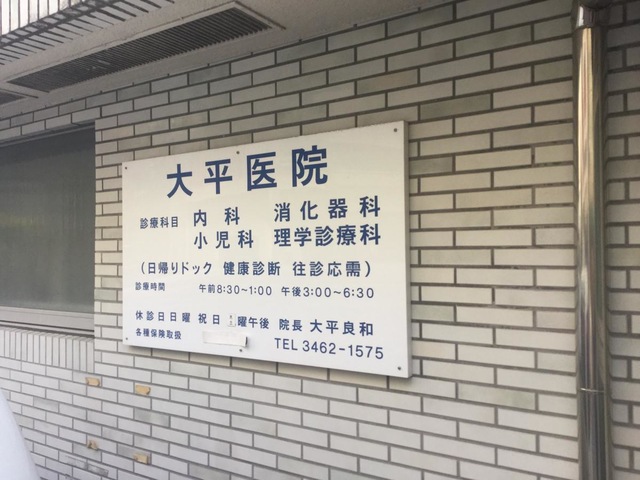 大平医院
診療科目 内科 消化器科
小児科 理学診療科
(日帰りドック 健康診断 往診応需)
診療時間 午前8:30~1:00 午後3:00~6:30
休診日日曜 祝日 曜午後 院長 大平良和
各種保険取扱 TEL 3462-1575